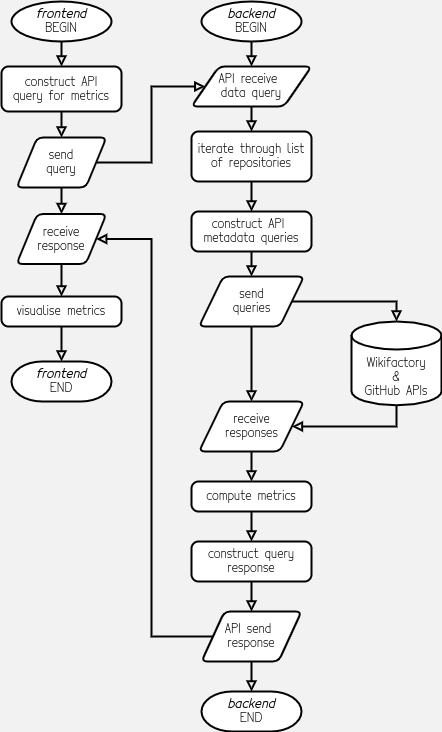 frontend
BEGIN
construct API
query for metrics
send
query
receive
response
visualise metrics
frontend
END
backend
BEGIN
API receive
data query
iterate through list
of repositories
construct API
metadata queries
send
queries
Wikifactory
&
GitHub APIs
receive
responses
compute metrics
construct query
response
API send
response
backend
END